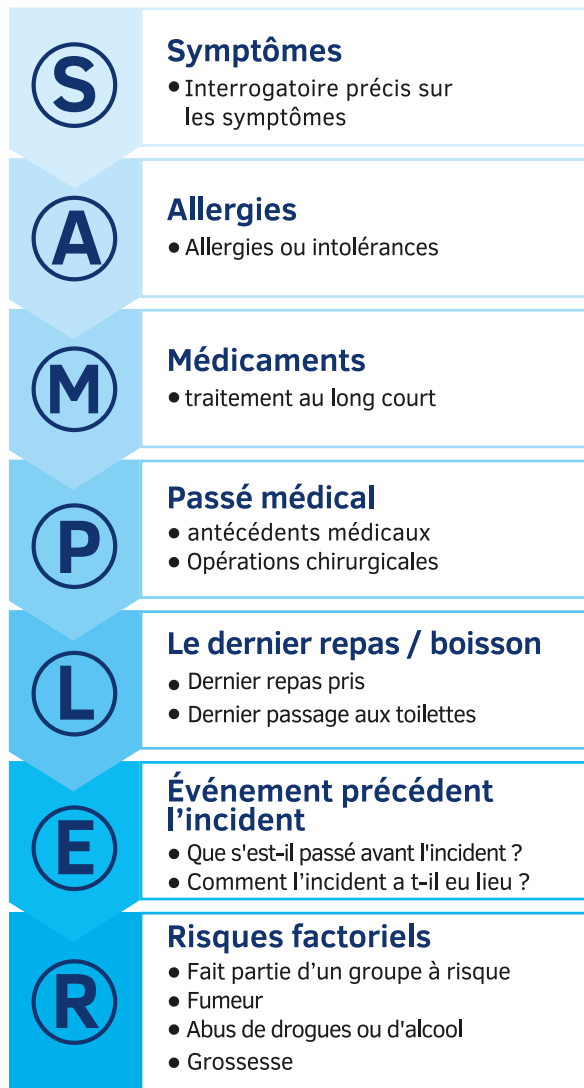 S
Symptômes
• Interrogatoire précis sur
les symptômes
A
Allergies
• Allergies ou intolérances
M
Médicaments
• traitement au long court
P
Passé médical
• antécédents médicaux
• Opérations chirurgicales
L
Le dernier repas / boisson
• Dernier repas pris
• Dernier passage aux toilettes
E
Événement précédent
l'incident
• Que s'est-il passé avant l'incident ?
• Comment l'incident a t-il eu lieu ?
R
Risques factoriels
• Fait partie d'un groupe à risque
• Fumeur
• Abus de drogues ou d'alcool
• Grossesse